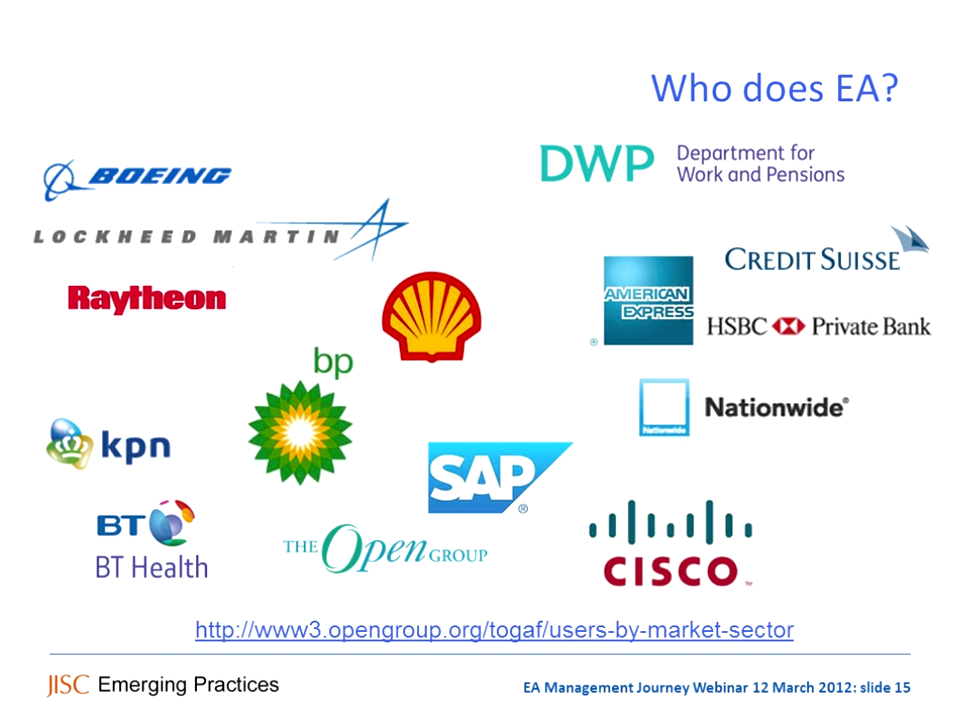 Who does EA?
BOEING
DWP Department for
Work and Pensions
LOCKHEED MARTIN
CREDIT SUISSE
Raytheon
AMERICAN
EXPRESS
®
HSBC Private Bank
bp
Nationwide
Nationwide®
kpn
SAP
®
BT
BT Health
THE Open GROUP
CISCO
™
http://www3.opengroup.org/togaf/users-by-market-sector
JISC Emerging Practices
EA Management Journey Webinar 12 March 2012: slide 15